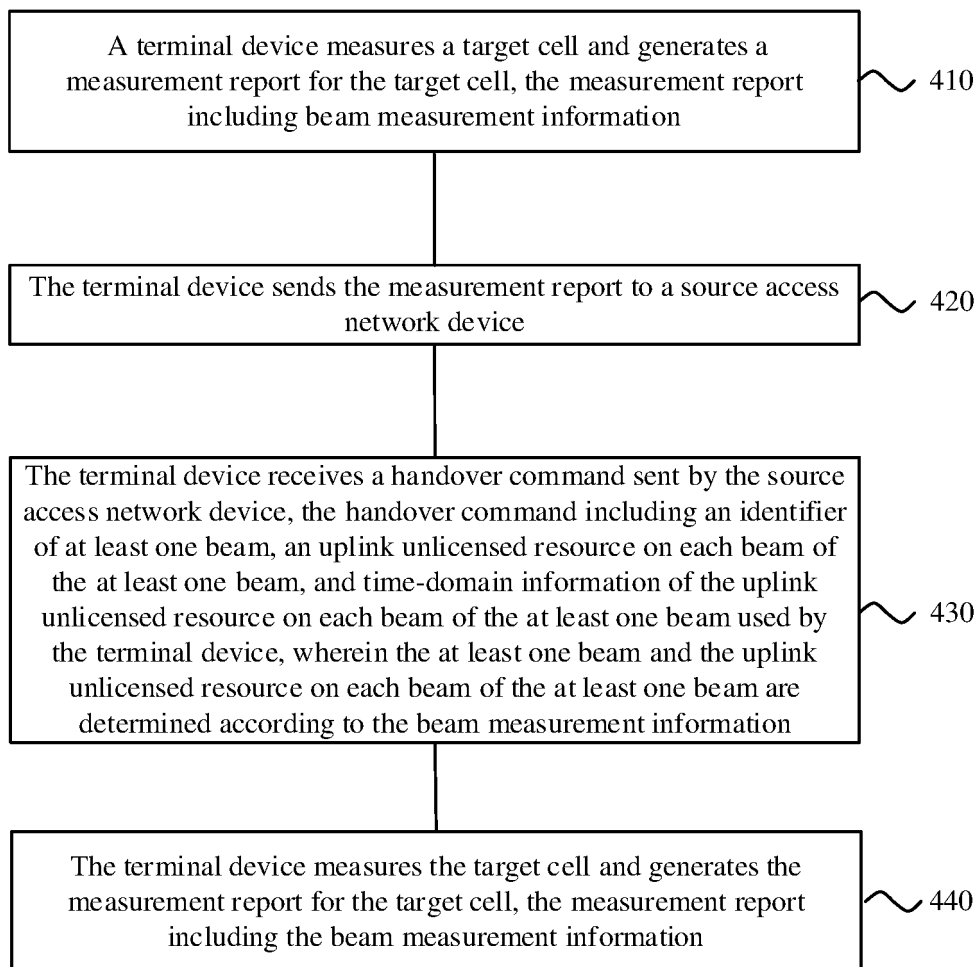 A terminal device measures a target cell and generates a
measurement report for the target cell, the measurement report
including beam measurement information
410
The terminal device sends the measurement report to a source access
network device
420
The terminal device receives a handover command sent by the source
access network device, the handover command including an identifier
of at least one beam, an uplink unlicensed resource on each beam of
the at least one beam, and time-domain information of the uplink
unlicensed resource on each beam of the at least one beam used by
the terminal device, wherein the at least one beam and the uplink
unlicensed resource on each beam of the at least one beam are
determined according to the beam measurement information
430
The terminal device measures the target cell and generates the
measurement report for the target cell, the measurement report
including the beam measurement information
440